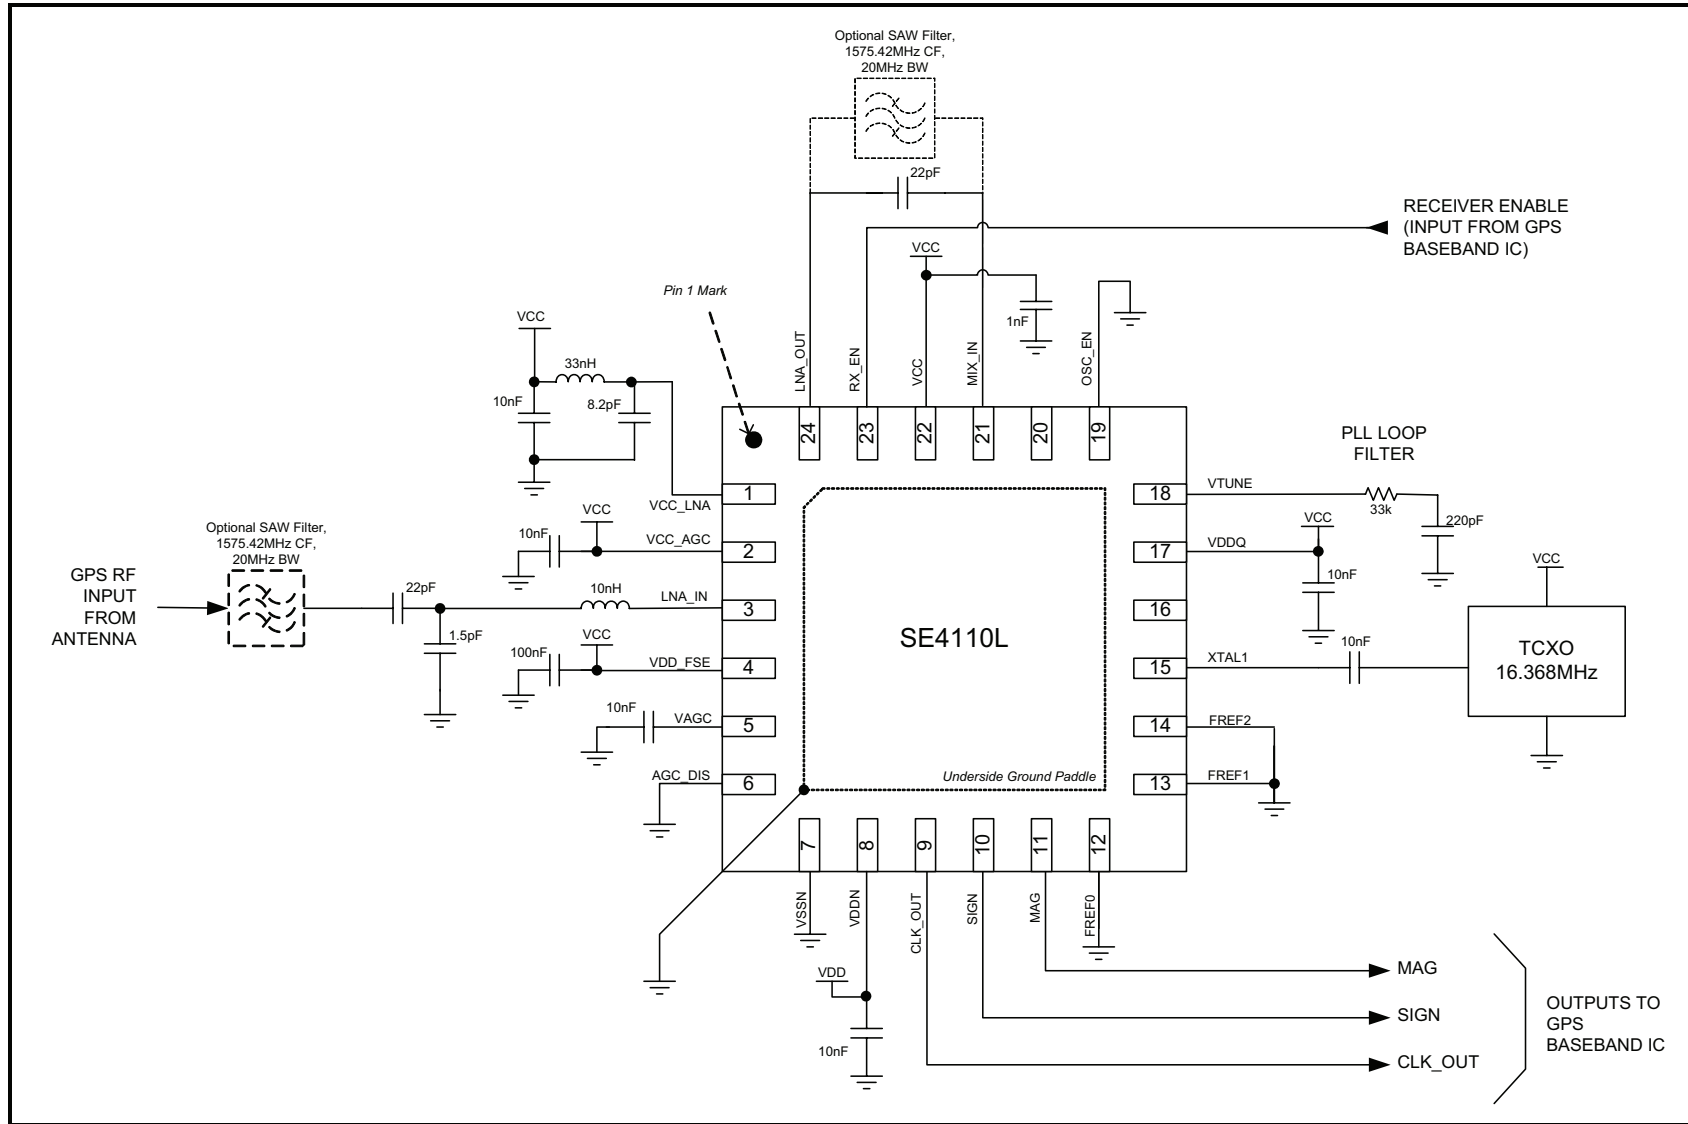 Optional SAW Filter,
1575.42MHz CF,
20MHz BW
22pF
RECEIVER ENABLE
(INPUT FROM GPS
BASEBAND IC)
VCC
1nF
Pin 1 Mark
VCC
33nH
10nF
8.2pF
LNA_OUT
RX_EN
VCC
MIX_IN
OSC_EN
24
23
22
21
20
19
PLL LOOP
FILTER
1
VCC_LNA
18
VTUNE
33k
220pF
VCC
10nF
VCC_AGC
2
17
VDDQ
VCC
10nF
Optional SAW Filter,
1575.42MHz CF,
20MHz BW
GPS RF
INPUT
FROM
ANTENNA
22pF
1.5pF
10nH
LNA_IN
3
16
SE4110L
VCC
100nF
VDD_FSE
4
15
XTAL1
10nF
VCC
TCXO
16.368MHz
10nF
VAGC
5
14
FREF2
AGC_DIS
6
13
FREF1
Underside Ground Paddle
7
8
9
10
11
12
VSSN
VDDN
CLK_OUT
SIGN
MAG
FREF0
VDD
10nF
MAG
SIGN
CLK_OUT
OUTPUTS TO
GPS
BASEBAND IC